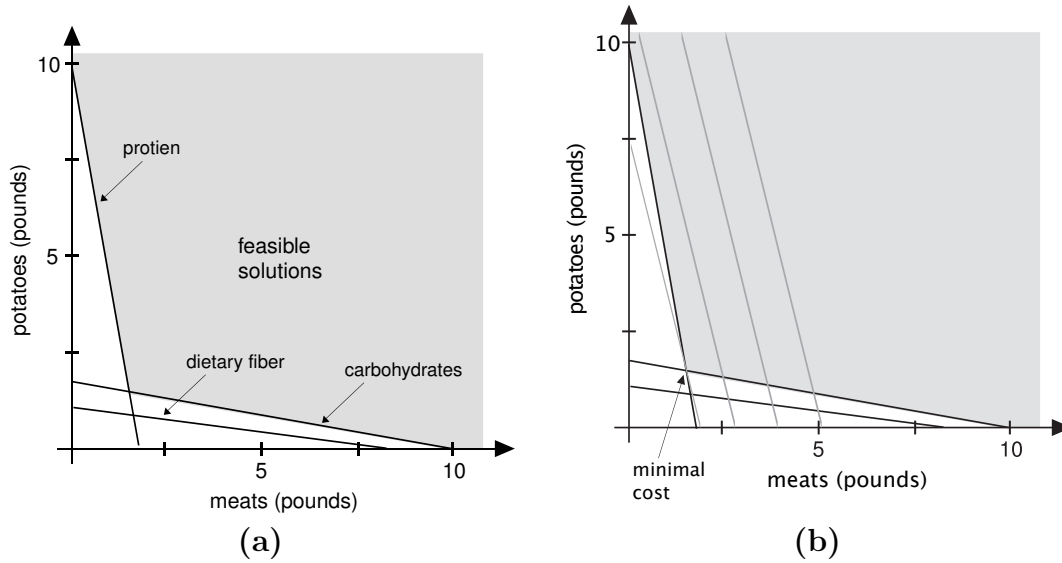 10
protien
potatoes (pounds)
5
feasible
solutions
dietary fiber
carbohydrates
5
10
meats (pounds)
(a)
10
potatoes (pounds)
5
minimal
cost
5
10
meats (pounds)
(b)